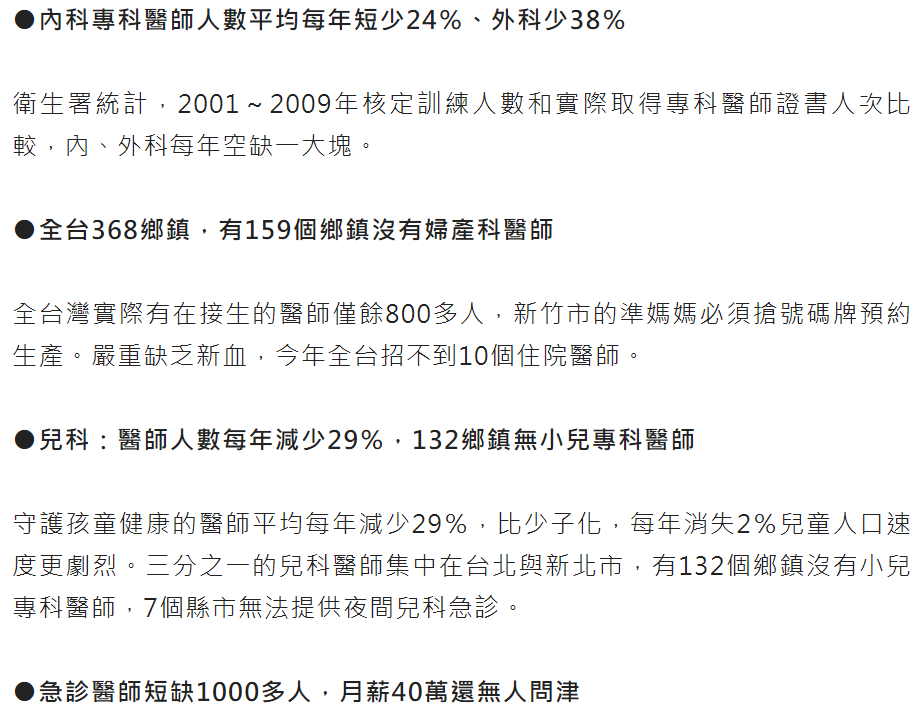 ●內科專科醫師人數平均每年短少24%、外科少38%
衛生署統計，2001～2009年核定訓練人數和實際取得專科醫師證書人次比
較，內、外科每年空缺一大塊。
●全台368鄉鎮，有159個鄉鎮沒有婦產科醫師
全台灣實際有在接生的醫師僅餘800多人，新竹市的準媽媽必須搶號碼牌預約
生產。嚴重缺乏新血，今年全台招不到10個住院醫師。
●兒科：醫師人數每年減少29%，132鄉鎮無小兒專科醫師
守護孩童健康的醫師平均每年減少29%，比少子化，每年消失2%兒童人口速
度更劇烈。三分之一的兒科醫師集中在台北與新北市，有132個鄉鎮沒有小兒
專科醫師，7個縣市無法提供夜間兒科急診。
●急診醫師短缺1000多人，月薪40萬還無人問津